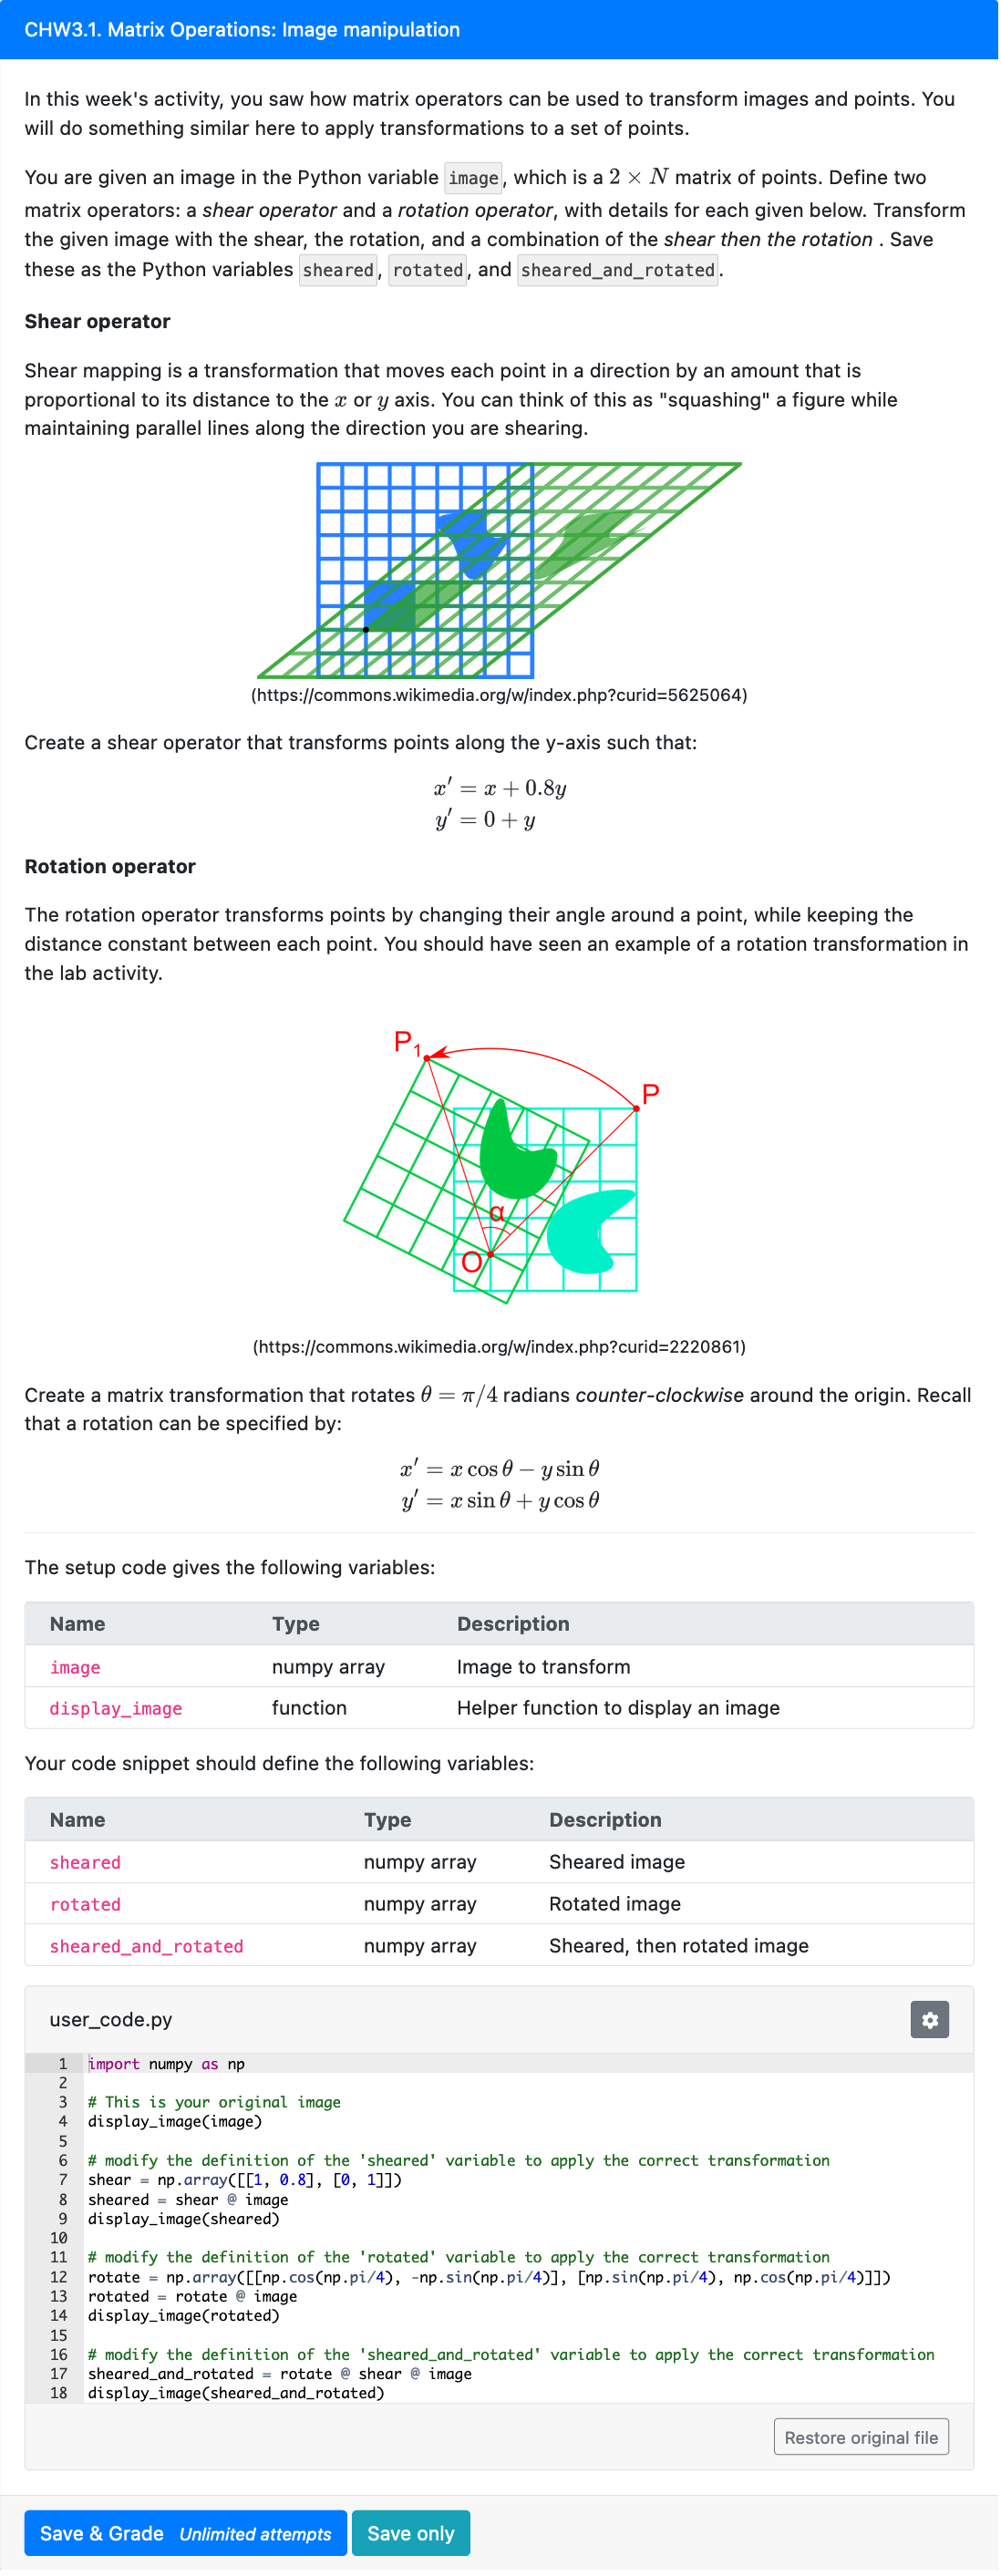 CHW3.1. Matrix Operations: Image manipulation
In this week's activity, you saw how matrix operators can be used to transform images and points. You
will do something similar here to apply transformations to a set of points.
You are given an image in the Python variable image, which is a 2 × N matrix of points. Define two
matrix operators: a shear operator and a rotation operator, with details for each given below. Transform
the given image with the shear, the rotation, and a combination of the shear then the rotation . Save
these as the Python variables sheared, rotated, and sheared_and_rotated.
Shear operator
Shear mapping is a transformation that moves each point in a direction by an amount that is
proportional to its distance to the x or y axis. You can think of this as "squashing" a figure while
maintaining parallel lines along the direction you are shearing.
(https://commons.wikimedia.org/w/index.php?curid=5625064)
Create a shear operator that transforms points along the y-axis such that:
x′ = x + 0.8y
y′ = 0 + y
Rotation operator
The rotation operator transforms points by changing their angle around a point, while keeping the
distance constant between each point. You should have seen an example of a rotation transformation in
the lab activity.
P1
P
α
O
(https://commons.wikimedia.org/w/index.php?curid=2220861)
Create a matrix transformation that rotates θ = π/4 radians counter-clockwise around the origin. Recall
that a rotation can be specified by:
x′ = x cos θ − y sin θ
y′ = x sin θ + y cos θ
The setup code gives the following variables:
Name Type Description
image numpy array Image to transform
display_image function Helper function to display an image
Your code snippet should define the following variables:
Name Type Description
sheared numpy array Sheared image
rotated numpy array Rotated image
sheared_and_rotated numpy array Sheared, then rotated image
user_code.py
1 import numpy as np
2
3 # This is your original image
4 display_image(image)
5
6 # modify the definition of the 'sheared' variable to apply the correct transformation
7 shear = np.array([[1, 0.8], [0, 1]])
8 sheared = shear @ image
9 display_image(sheared)
10
11 # modify the definition of the 'rotated' variable to apply the correct transformation
12 rotate = np.array([[np.cos(np.pi/4), -np.sin(np.pi/4)], [np.sin(np.pi/4), np.cos(np.pi/4)]])
13 rotated = rotate @ image
14 display_image(rotated)
15
16 # modify the definition of the 'sheared_and_rotated' variable to apply the correct transformation
17 sheared_and_rotated = rotate @ shear @ image
18 display_image(sheared_and_rotated)
Restore original file
Save & Grade Unlimited attempts Save only